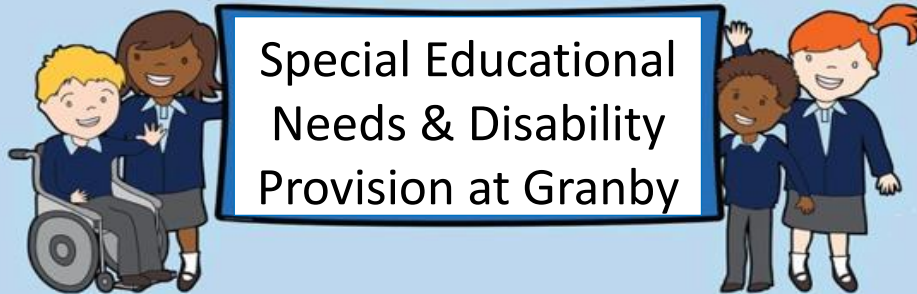 Special Educational
Needs & Disability
Provision at Granby